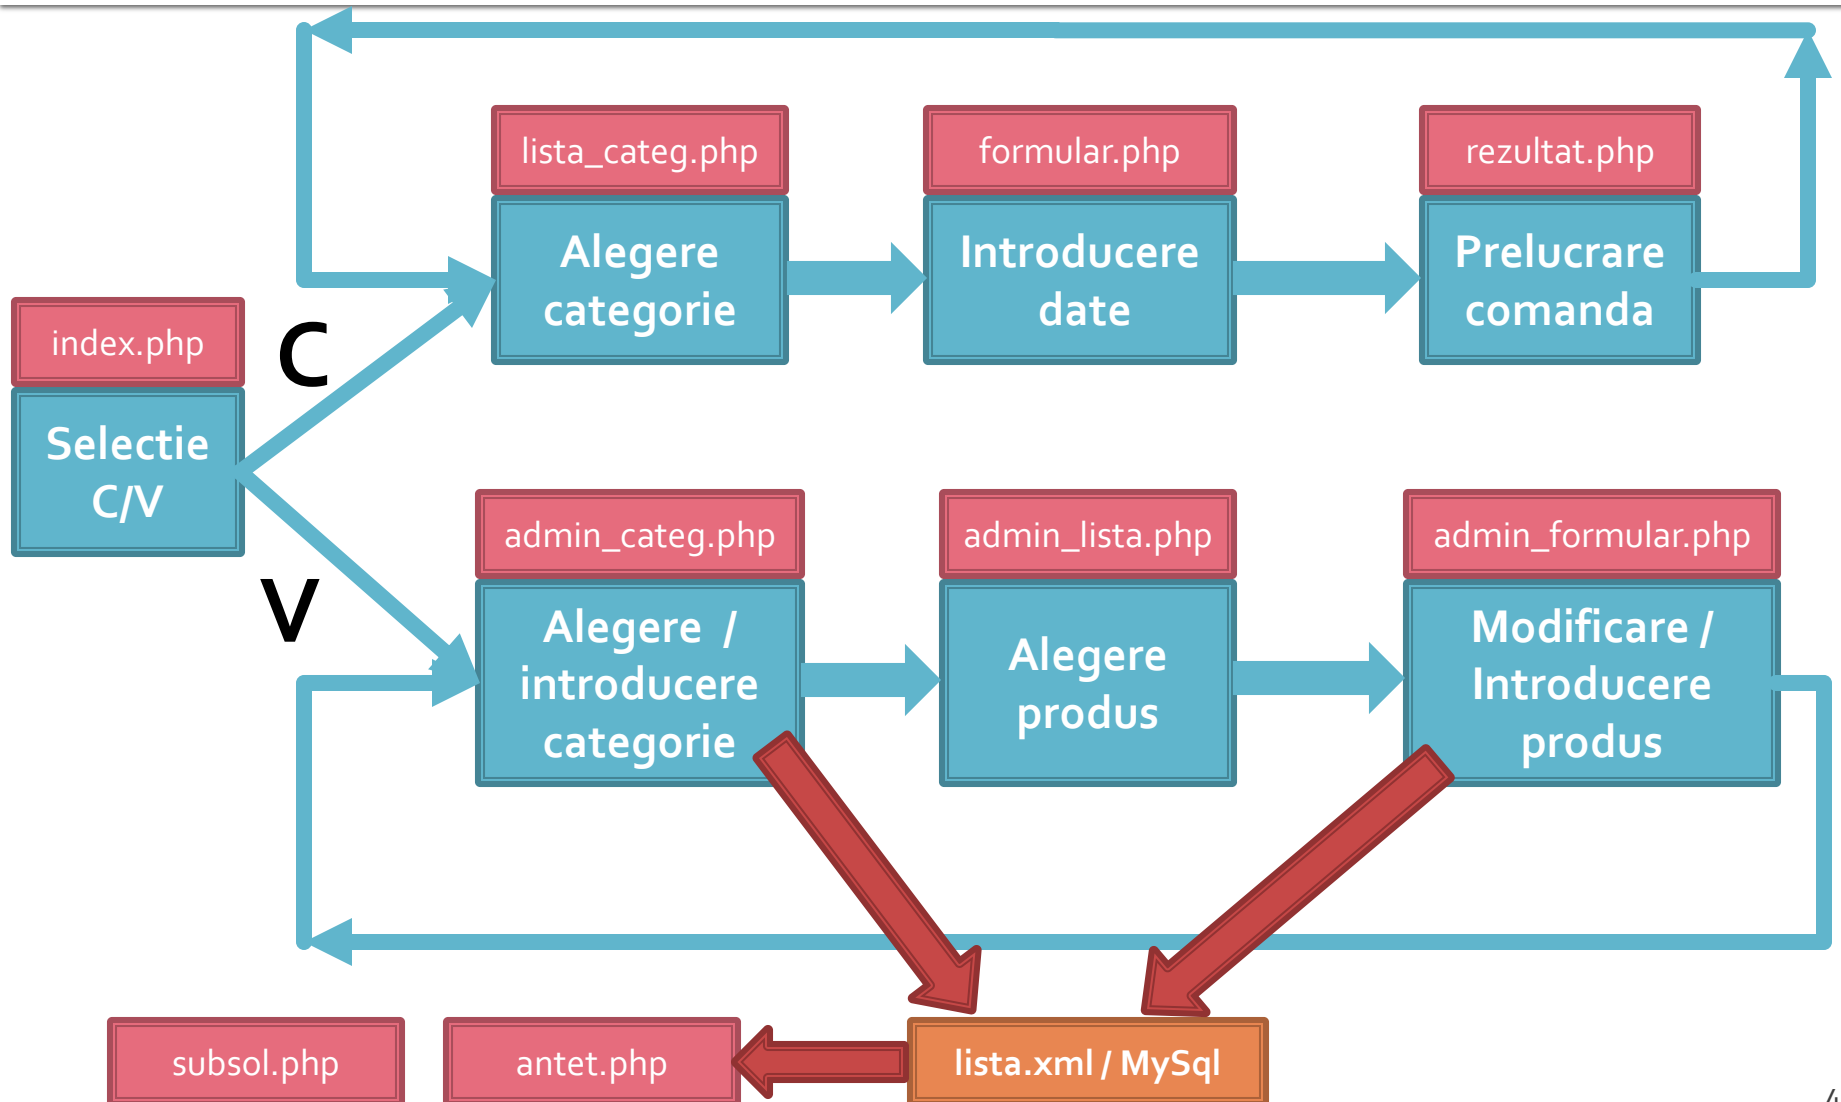 lista_categ.php
formular.php
rezultat.php
Alegere
categorie
Introducere
date
Prelucrare
comanda
index.php
C
Selectie
C/V
V
admin_categ.php
admin_lista.php
admin_formular.php
Alegere /
introducere
categorie
Alegere
produs
Modificare /
Introducere
produs
subsol.php
antet.php
lista.xml / MySql